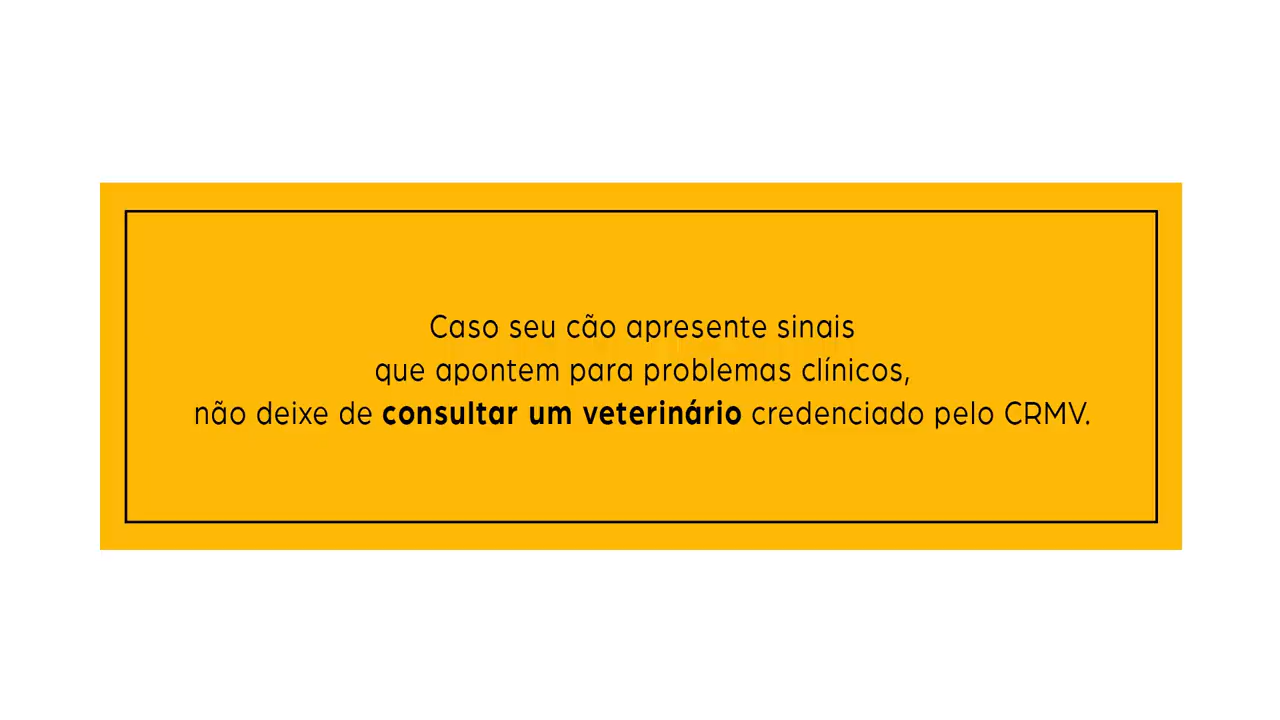 Caso seu cão apresente sinais
que apontem para problemas clínicos,
não deixe de consultar um veterinário credenciado pelo CRMV.